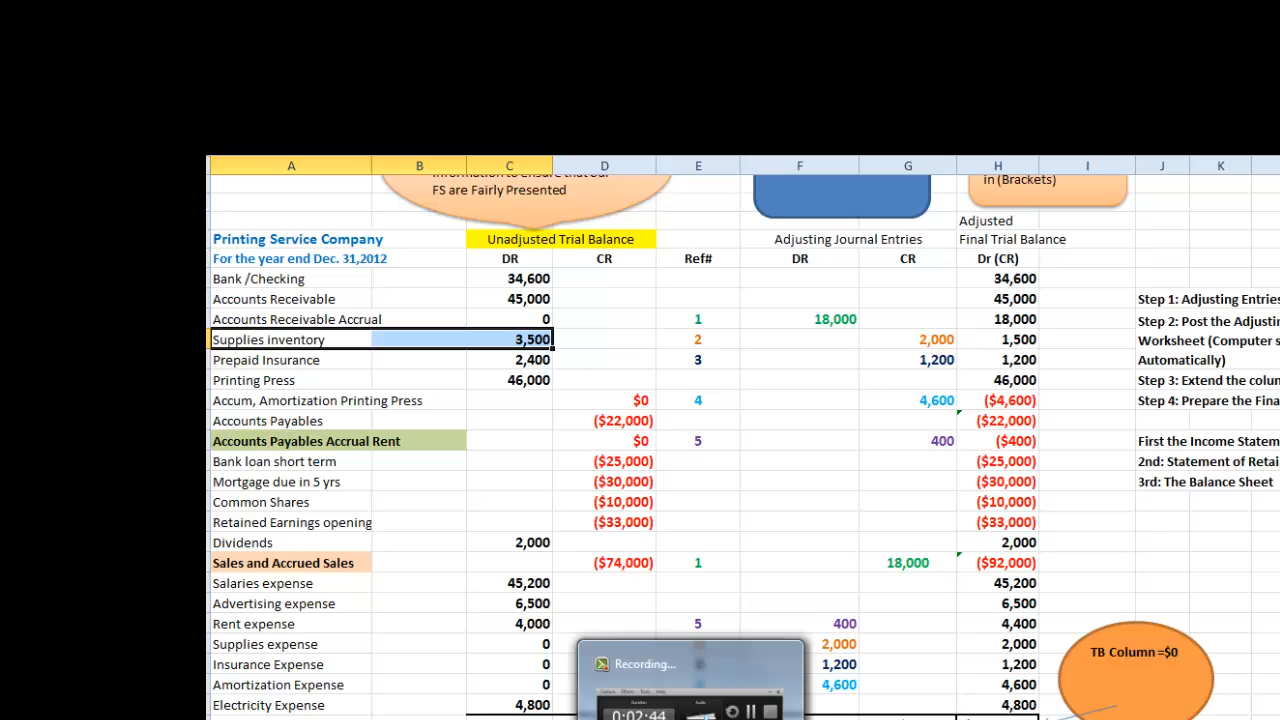 A B C D E F G H I J K
Information to ensure that our
FS are Fairly Presented
in (Brackets)
Adjusted
Printing Service Company Unadjusted Trial Balance Adjusting Journal Entries Final Trial Balance
For the year end Dec. 31,2012 DR CR Ref# DR CR Dr (CR)
Bank /Checking 34,600 34,600
Accounts Receivable 45,000 45,000 Step 1: Adjusting Entries
Accounts Receivable Accrual 0 1 18,000 18,000 Step 2: Post the Adjustin
Supplies inventory 3,500 2 2,000 1,500 Worksheet (Computer s
Prepaid Insurance 2,400 3 1,200 1,200 Automatically)
Printing Press 46,000 46,000 Step 3: Extend the colum
Accum, Amortization Printing Press $0 4 4,600 ($4,600) Step 4: Prepare the Fina
Accounts Payables ($22,000) ($22,000)
Accounts Payables Accrual Rent $0 5 400 ($400) First the Income Statem
Bank loan short term ($25,000) ($25,000) 2nd: Statement of Retai
Mortgage due in 5 yrs ($30,000) ($30,000) 3rd: The Balance Sheet
Common Shares ($10,000) ($10,000)
Retained Earnings opening ($33,000) ($33,000)
Dividends 2,000 2,000
Sales and Accrued Sales ($74,000) 1 18,000 ($92,000)
Salaries expense 45,200 45,200
Advertising expense 6,500 6,500
Rent expense 4,000 5 400 4,400
Supplies expense 0 2,000 2,000 TB Column =$0
Insurance Expense 0 Recording... 1,200 1,200
Amortization Expense 0 4,600 4,600
Electricity Expense 4,800 4,800
0:02:44